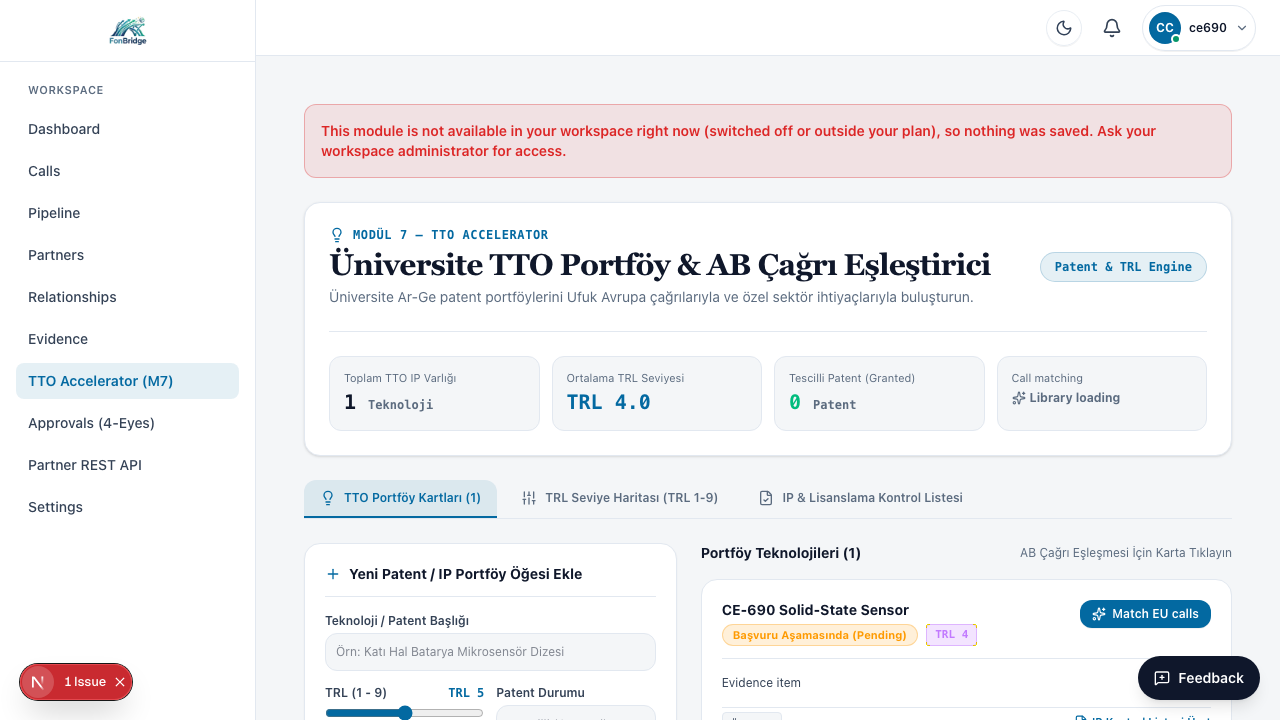 FonBridge
CC
ce690
WORKSPACE
Dashboard
Calls
Pipeline
Partners
Relationships
Evidence
TTO Accelerator (M7)
Approvals (4-Eyes)
Partner REST API
Settings
This module is not available in your workspace right now (switched off or outside your plan), so nothing was saved. Ask your
workspace administrator for access.
MODÜL 7 — TTO ACCELERATOR
Üniversite TTO Portföy & AB Çağrı Eşleştirici
Patent & TRL Engine
Üniversite Ar-Ge patent portföylerini Ufuk Avrupa çağrılarıyla ve özel sektör ihtiyaçlarıyla buluşturun.
Toplam TTO IP Varlığı
1 Teknoloji
Ortalama TRL Seviyesi
TRL 4.0
Tescilli Patent (Granted)
0 Patent
Call matching
Library loading
TTO Portföy Kartları (1)
TRL Seviye Haritası (TRL 1-9)
IP & Lisanslama Kontrol Listesi
Yeni Patent / IP Portföy Öğesi Ekle
Teknoloji / Patent Başlığı
Örn: Katı Hal Batarya Mikrosensör Dizesi
TRL (1 - 9) TRL 5 Patent Durumu
Portföy Teknolojileri (1)
AB Çağrı Eşleşmesi İçin Karta Tıklayın
CE-690 Solid-State Sensor
Match EU calls
Başvuru Aşamasında (Pending)
TRL 4
Evidence item
N
1 Issue
Feedback